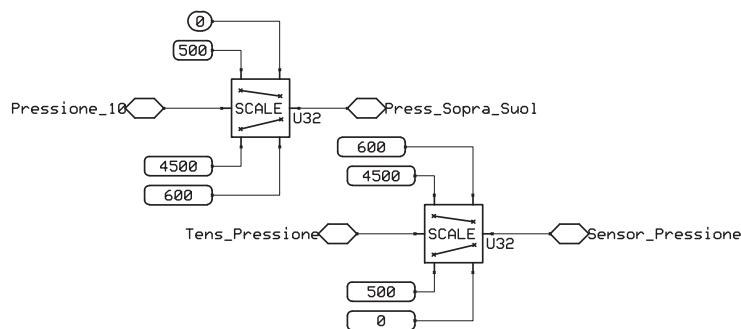 0
500
Pressione_10
SCALE
U32
Press_Sopra_Suol
4500
600
600
4500
Tens_Pressione
SCALE
U32
Sensor_Pressione
500
0